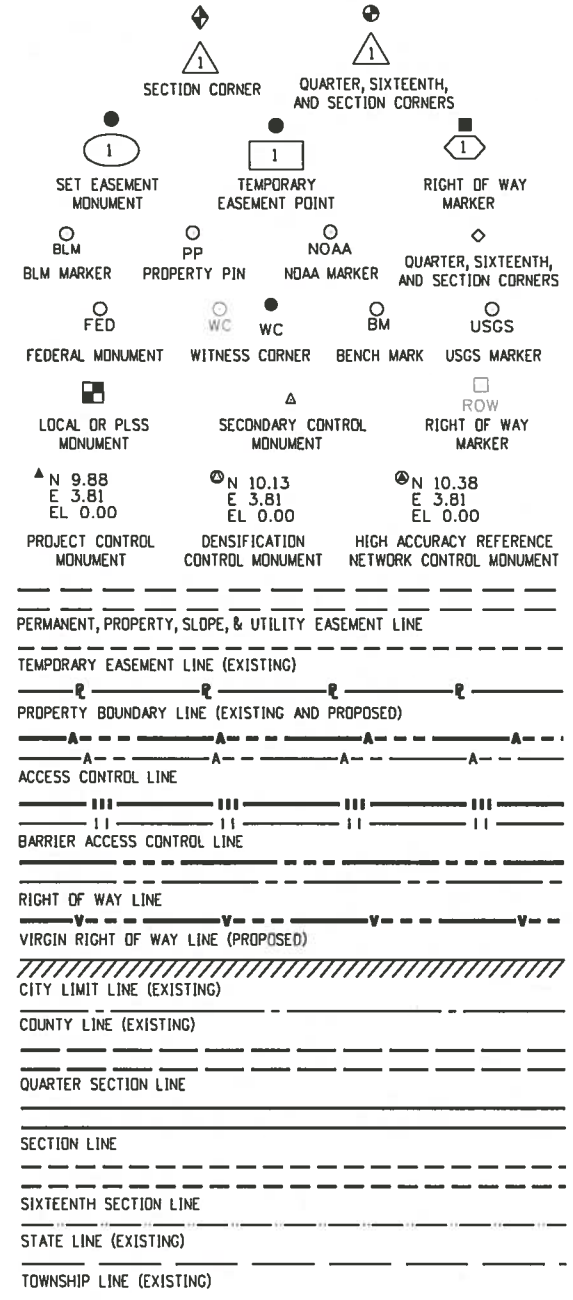 1 1
SECTION CORNER QUARTER, SIXTEENTH,
AND SECTION CORNERS
1 1 1
SET EASEMENT TEMPORARY RIGHT OF WAY
MONUMENT EASEMENT POINT MARKER
BLM PP NOAA
BLM MARKER PROPERTY PIN NOAA MARKER QUARTER, SIXTEENTH,
AND SECTION CORNERS
FED WC WC BM USGS
FEDERAL MONUMENT WITNESS CORNER BENCH MARK USGS MARKER
ROW
LOCAL OR PLSS SECONDARY CONTROL RIGHT OF WAY
MONUMENT MONUMENT MARKER
N 9.88 N 10.13 N 10.38
E 3.81 E 3.81 E 3.81
EL 0.00 EL 0.00 EL 0.00
PROJECT CONTROL DENSIFICATION HIGH ACCURACY REFERENCE
MONUMENT CONTROL MONUMENT NETWORK CONTROL MONUMENT
PERMANENT, PROPERTY, SLOPE, & UTILITY EASEMENT LINE
TEMPORARY EASEMENT LINE (EXISTING)
℄ ℄ ℄ ℄
PROPERTY BOUNDARY LINE (EXISTING AND PROPOSED)
A A A A
A A A A
ACCESS CONTROL LINE
BARRIER ACCESS CONTROL LINE
RIGHT OF WAY LINE
V V V V
VIRGIN RIGHT OF WAY LINE (PROPOSED)
CITY LIMIT LINE (EXISTING)
COUNTY LINE (EXISTING)
QUARTER SECTION LINE
SECTION LINE
SIXTEENTH SECTION LINE
STATE LINE (EXISTING)
TOWNSHIP LINE (EXISTING)